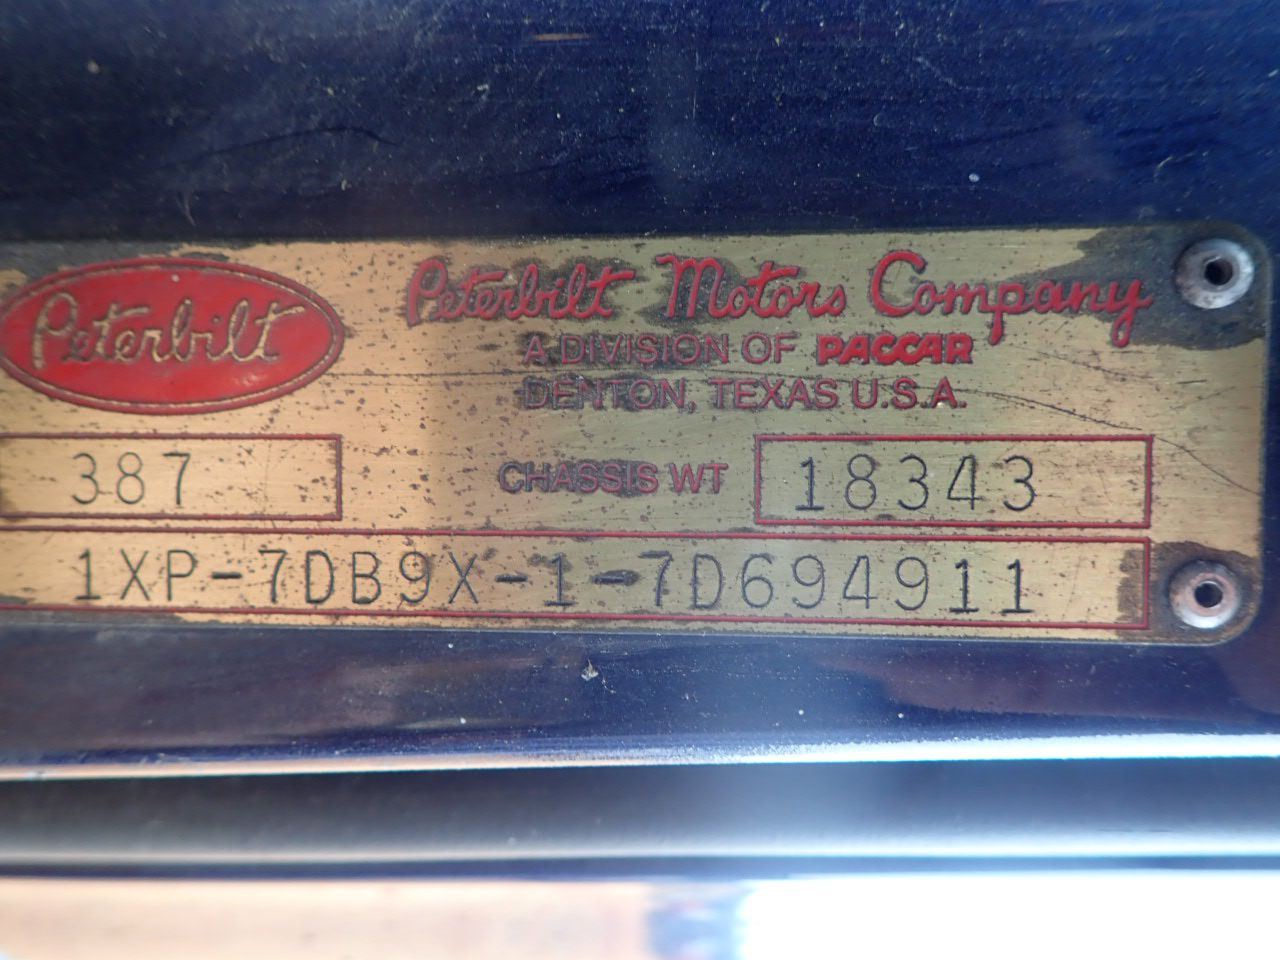 Peterbilt
Peterbilt Motors Company
A DIVISION OF PACCAR
DENTON, TEXAS U.S.A.
387
CHASSIS WT 18343
1XP-7DB9X-1-7D694911